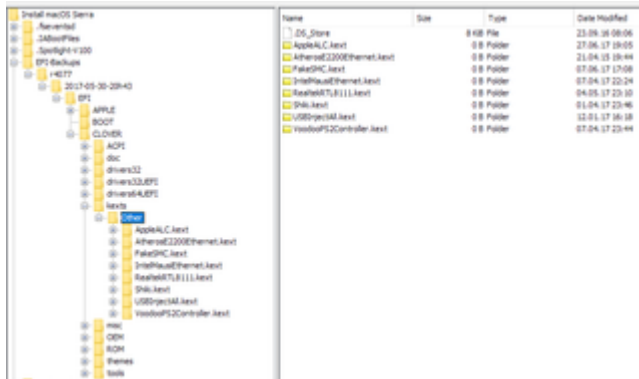 Install macOS Sierra
.fseventsd
.IABootFiles
.Spotlight-V100
EFI-Backups
r4077
2017-05-30-20h43
EFI
APPLE
BOOT
CLOVER
ACPI
doc
drivers32
drivers32UEFI
drivers64UEFI
kexts
Other
AppleALC.kext
AtherosE2200Ethernet.kext
FakeSMC.kext
IntelMausiEthernet.kext
RealtekRTL8111.kext
Shiki.kext
USBInjectAll.kext
VoodooPS2Controller.kext
misc
OEM
ROM
themes
tools
Name Size Type Date Modified
.DS_Store 8 KB File 23.09.16 08:06
AppleALC.kext 0 B Folder 27.06.17 19:05
AtherosE2200Ethernet.kext 0 B Folder 21.04.15 19:44
FakeSMC.kext 0 B Folder 07.06.17 17:08
IntelMausiEthernet.kext 0 B Folder 07.04.17 22:24
RealtekRTL8111.kext 0 B Folder 04.05.17 23:10
Shiki.kext 0 B Folder 01.04.17 23:46
USBInjectAll.kext 0 B Folder 12.01.17 16:18
VoodooPS2Controller.kext 0 B Folder 07.04.17 23:44